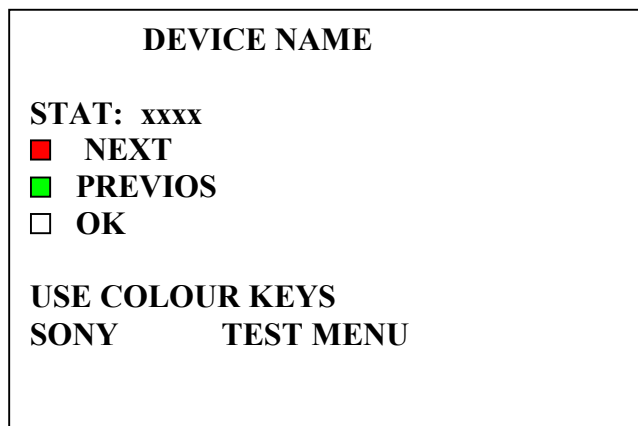 DEVICE NAME
STAT: xxxx
NEXT
PREVIOS
OK
USE COLOUR KEYS
SONY TEST MENU